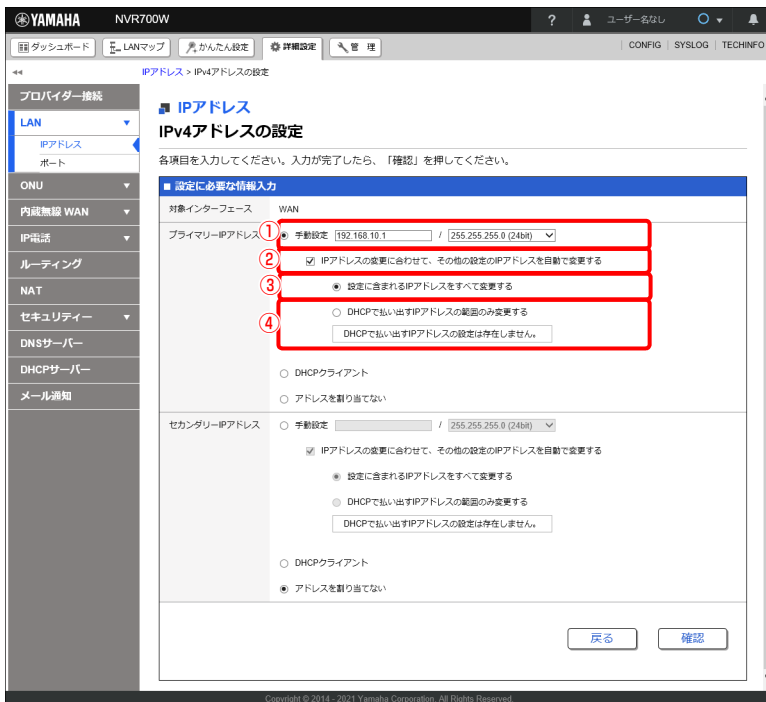 YAMAHA NVR700W ? ユーザー名なし
ダッシュボード LANマップ かんたん設定 詳細設定 管 理 CONFIG SYSLOG TECHINFO
IPアドレス > IPv4アドレスの設定
プロバイダー接続
LAN
IPアドレス
ポート
ONU
内蔵無線 WAN
IP電話
ルーティング
NAT
セキュリティー
DNSサーバー
DHCPサーバー
メール通知
IPアドレス
IPv4アドレスの設定
各項目を入力してください。入力が完了したら、「確認」を押してください。
■ 設定に必要な情報入力
対象インターフェース WAN
プライマリーIPアドレス ① 手動設定 192.168.10.1 / 255.255.255.0 (24bit)
② IPアドレスの変更に合わせて、その他の設定のIPアドレスを自動で変更する
③ 設定に含まれるIPアドレスをすべて変更する
④ DHCPで払い出すIPアドレスの範囲のみ変更する
DHCPで払い出すIPアドレスの設定は存在しません。
DHCPクライアント
アドレスを割り当てない
セカンダリーIPアドレス 手動設定 / 255.255.255.0 (24bit)
IPアドレスの変更に合わせて、その他の設定のIPアドレスを自動で変更する
設定に含まれるIPアドレスをすべて変更する
DHCPで払い出すIPアドレスの範囲のみ変更する
DHCPで払い出すIPアドレスの設定は存在しません。
DHCPクライアント
アドレスを割り当てない
戻る 確認
Copyright © 2014 - 2021 Yamaha Corporation. All Rights Reserved.